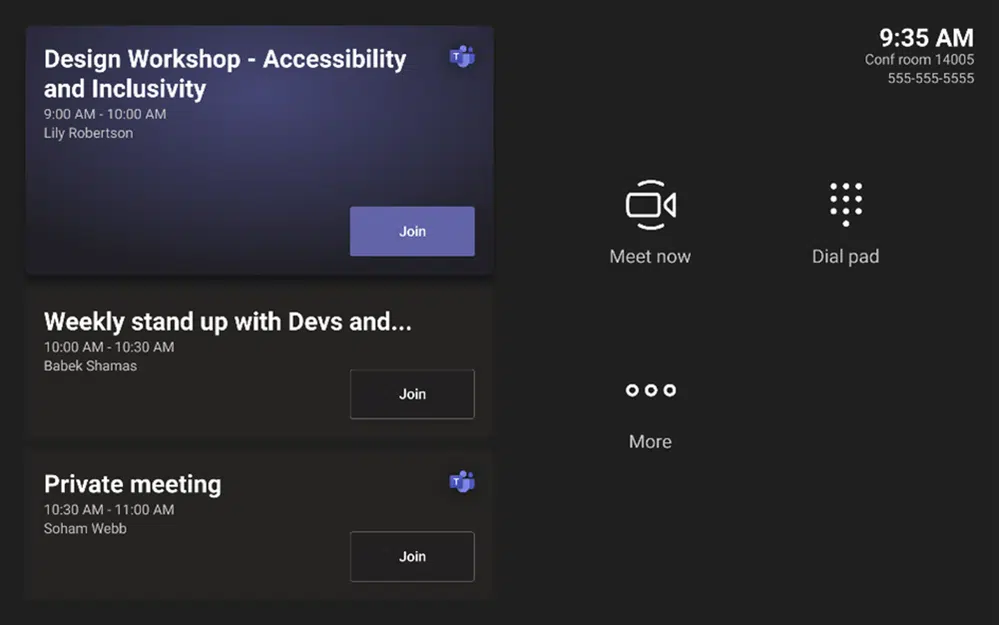 Design Workshop - Accessibility
and Inclusivity
9:00 AM - 10:00 AM
Lily Robertson
Join
Weekly stand up with Devs and...
10:00 AM - 10:30 AM
Babek Shamas
Join
Private meeting
10:30 AM - 11:00 AM
Soham Webb
Join
9:35 AM
Conf room 14005
555-555-5555
Meet now
Dial pad
More